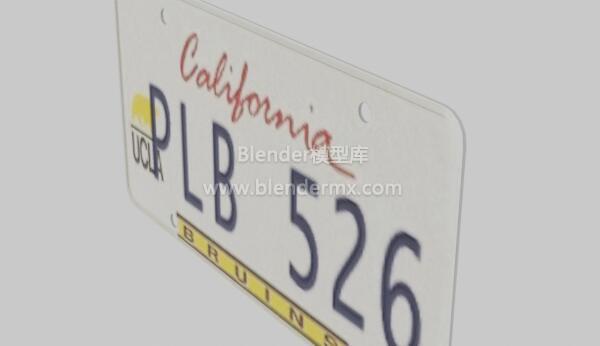 California
UCLA
PLB 526
BRUINS
Blender模型库
www.blendermx.com